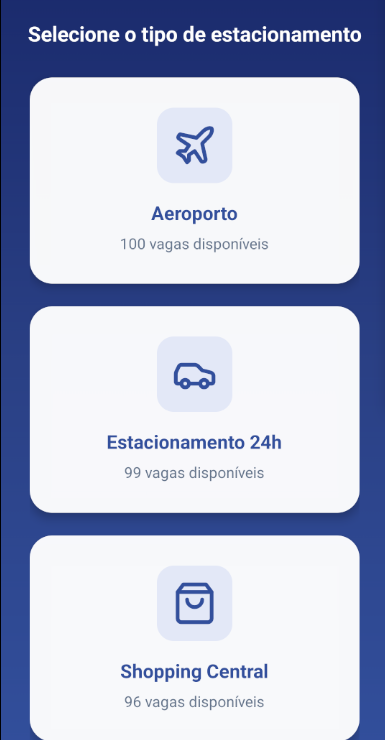 Selecione o tipo de estacionamento
Aeroporto
100 vagas disponíveis
Estacionamento 24h
99 vagas disponíveis
Shopping Central
96 vagas disponíveis